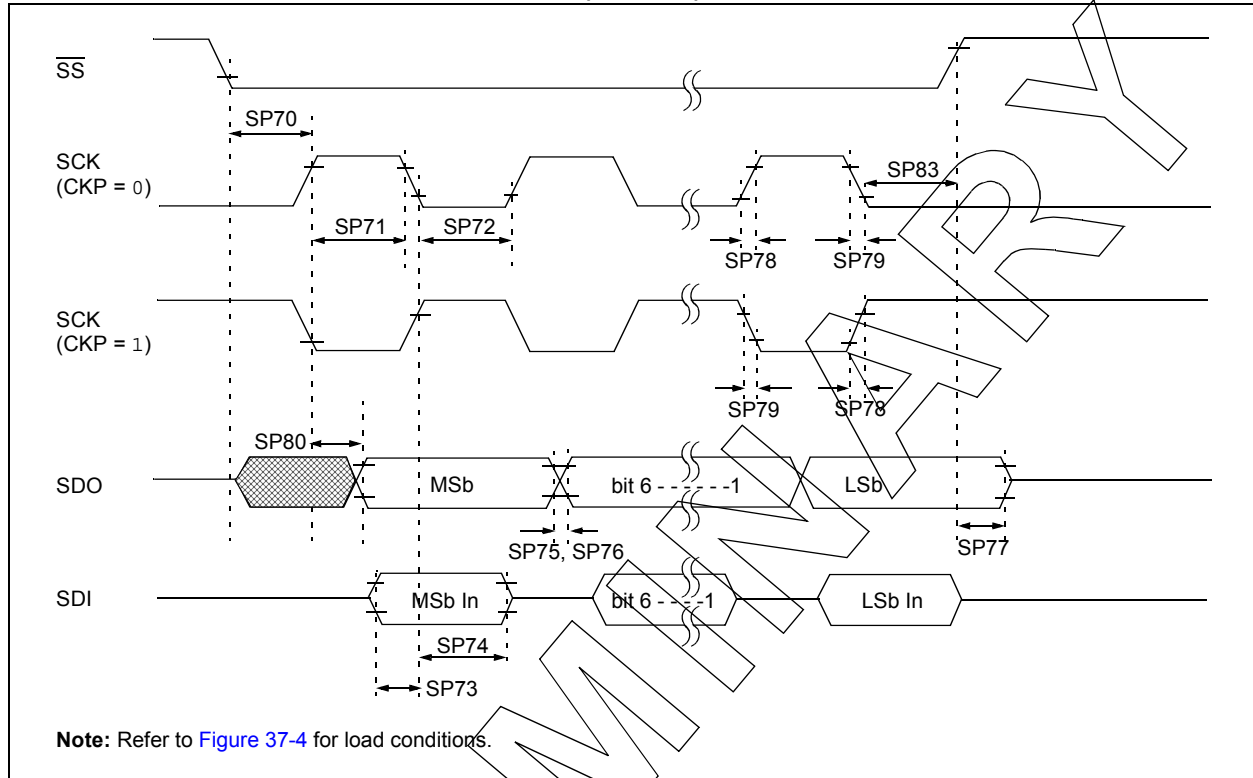 SS
SP70
SCK
(CKP = 0)
SP83
SP71
SP72
SP78
SP79
SCK
(CKP = 1)
SP79
SP78
SP80
SDO
MSb
bit 6 - - - - - - -1
LSb
SP75, SP76
SP77
SDI
MSb In
bit 6 - - - -1
LSb In
SP74
SP73
Note: Refer to Figure 37-4 for load conditions.
MINARY